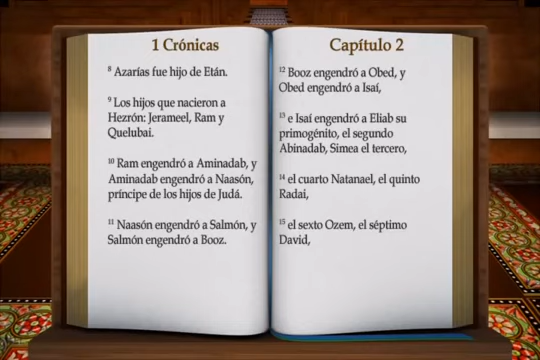 1 Crónicas
⁸ Azarías fue hijo de Etán.
⁹ Los hijos que nacieron a
Hezrón: Jerameel, Ram y
Quelubai.
¹⁰ Ram engendró a Aminadab, y
Aminadab engendró a Naasón,
príncipe de los hijos de Judá.
¹¹ Naasón engendró a Salmón, y
Salmón engendró a Booz.
Capítulo 2
¹² Booz engendró a Obed, y
Obed engendró a Isaí,
¹³ e Isaí engendró a Eliab su
primogénito, el segundo
Abinadab, Simea el tercero,
¹⁴ el cuarto Natanael, el quinto
Radai,
¹⁵ el sexto Ozem, el séptimo
David,